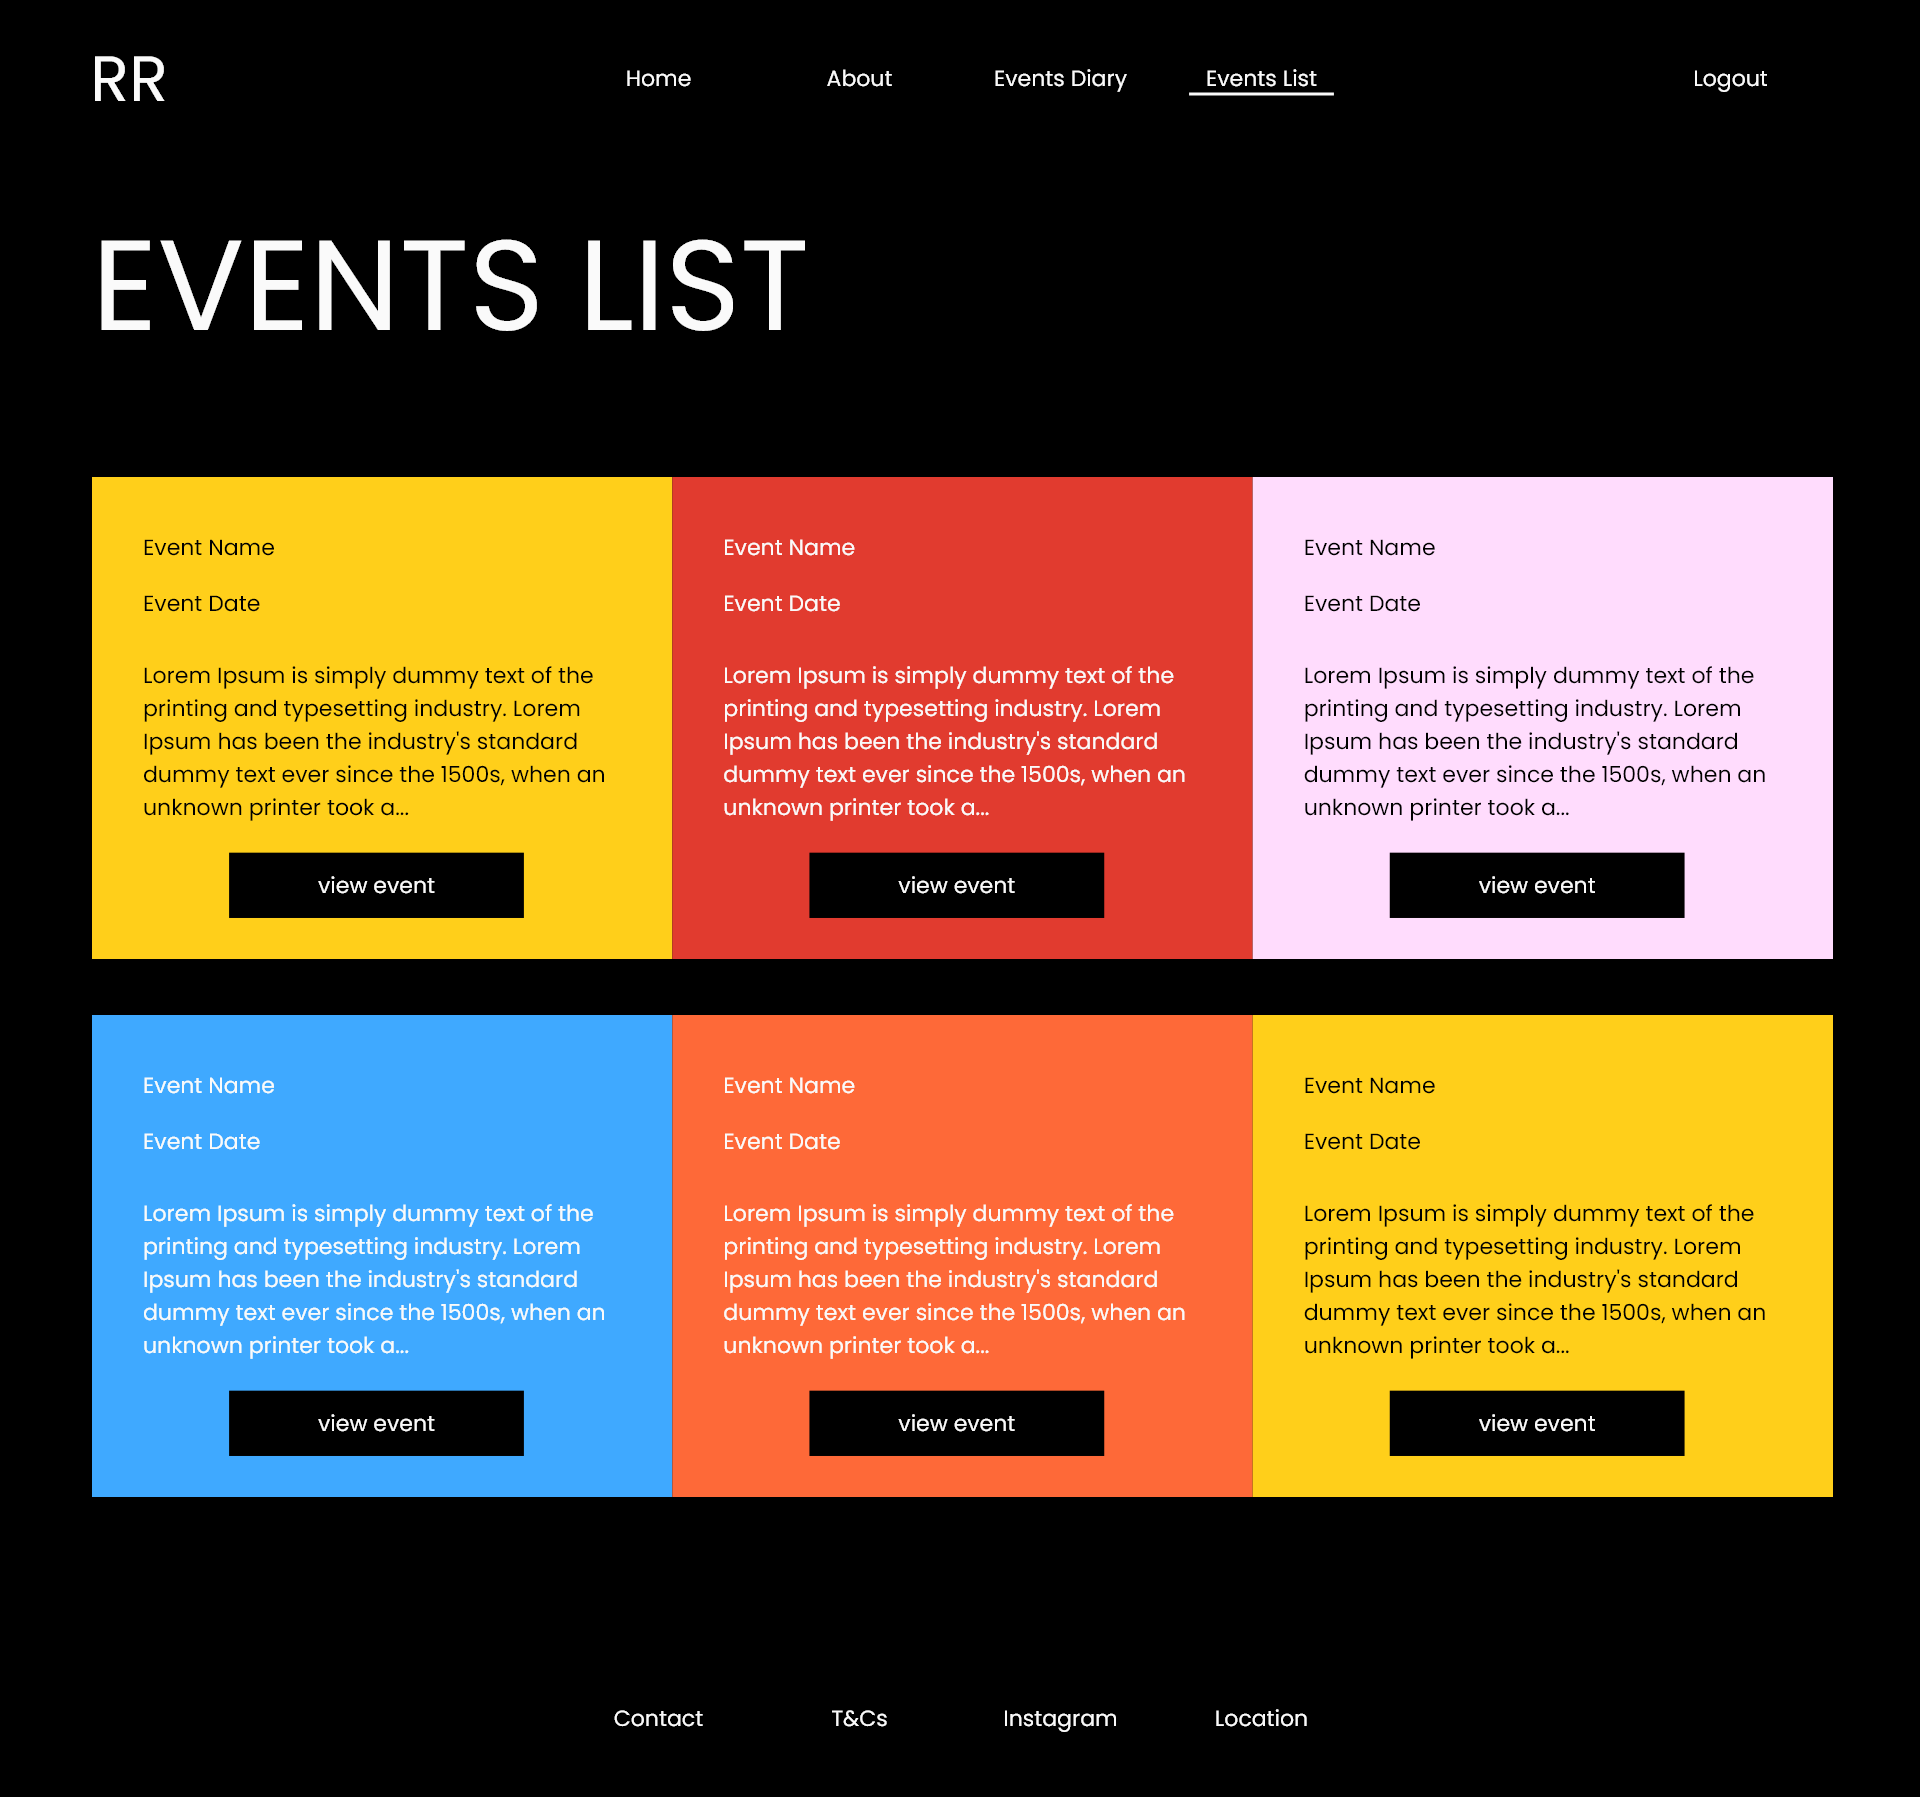 RR
Home
About
Events Diary
Events List
Logout
EVENTS LIST
Event Name
Event Date
Lorem Ipsum is simply dummy text of the
printing and typesetting industry. Lorem
Ipsum has been the industry's standard
dummy text ever since the 1500s, when an
unknown printer took a...
view event
Event Name
Event Date
Lorem Ipsum is simply dummy text of the
printing and typesetting industry. Lorem
Ipsum has been the industry's standard
dummy text ever since the 1500s, when an
unknown printer took a...
view event
Event Name
Event Date
Lorem Ipsum is simply dummy text of the
printing and typesetting industry. Lorem
Ipsum has been the industry's standard
dummy text ever since the 1500s, when an
unknown printer took a...
view event
Event Name
Event Date
Lorem Ipsum is simply dummy text of the
printing and typesetting industry. Lorem
Ipsum has been the industry's standard
dummy text ever since the 1500s, when an
unknown printer took a...
view event
Event Name
Event Date
Lorem Ipsum is simply dummy text of the
printing and typesetting industry. Lorem
Ipsum has been the industry's standard
dummy text ever since the 1500s, when an
unknown printer took a...
view event
Event Name
Event Date
Lorem Ipsum is simply dummy text of the
printing and typesetting industry. Lorem
Ipsum has been the industry's standard
dummy text ever since the 1500s, when an
unknown printer took a...
view event
Contact
T&Cs
Instagram
Location